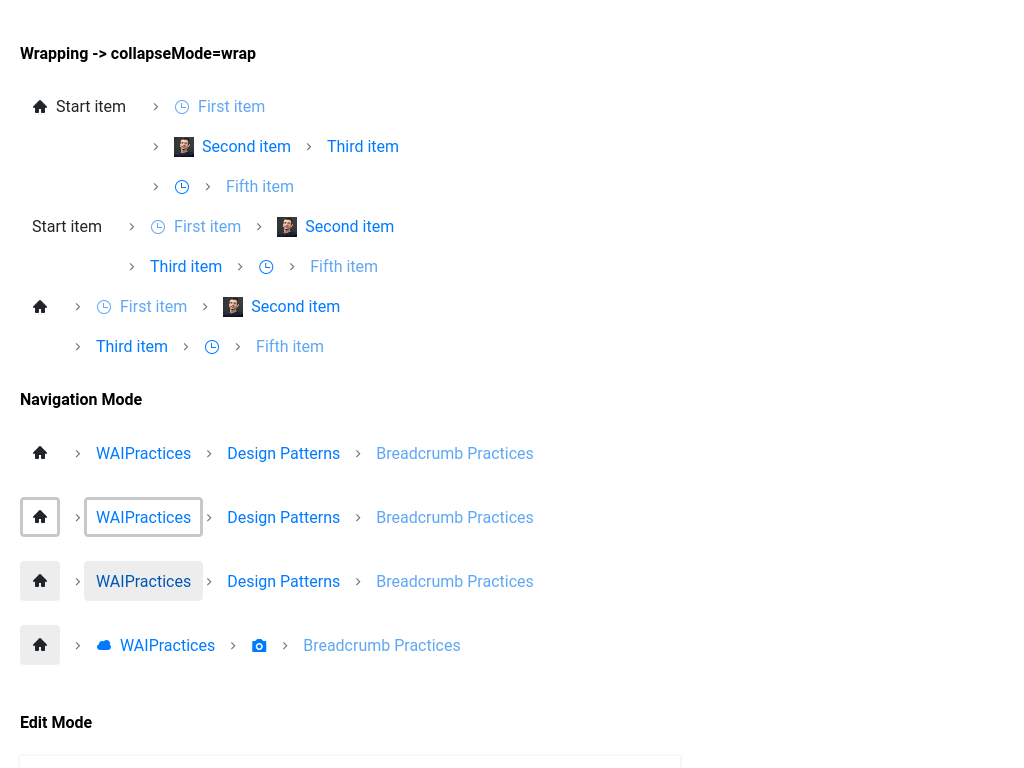 Wrapping -> collapseMode=wrap
Start item First item
Second item Third item
Fifth item
Start item First item Second item
Third item Fifth item
First item Second item
Third item Fifth item
Navigation Mode
WAIPractices Design Patterns Breadcrumb Practices
WAIPractices Design Patterns Breadcrumb Practices
WAIPractices Design Patterns Breadcrumb Practices
WAIPractices Breadcrumb Practices
Edit Mode